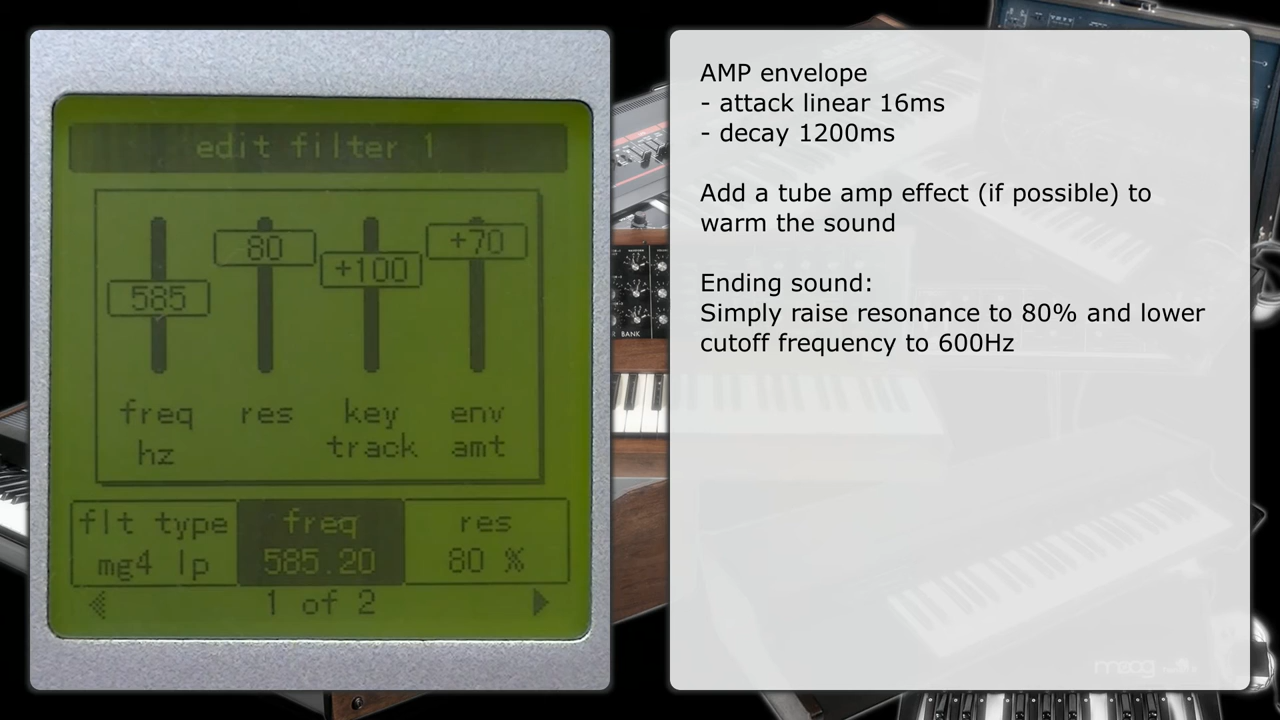 edit filter 1
585
80
+100
+70
freq
hz
res
key
track
env
amt
flt type
mg4 lp
freq
585.20
res
80 %
1 of 2
BANK
AMP envelope
- attack linear 16ms
- decay 1200ms
Add a tube amp effect (if possible) to
warm the sound
Ending sound:
Simply raise resonance to 80% and lower
cutoff frequency to 600Hz
moog